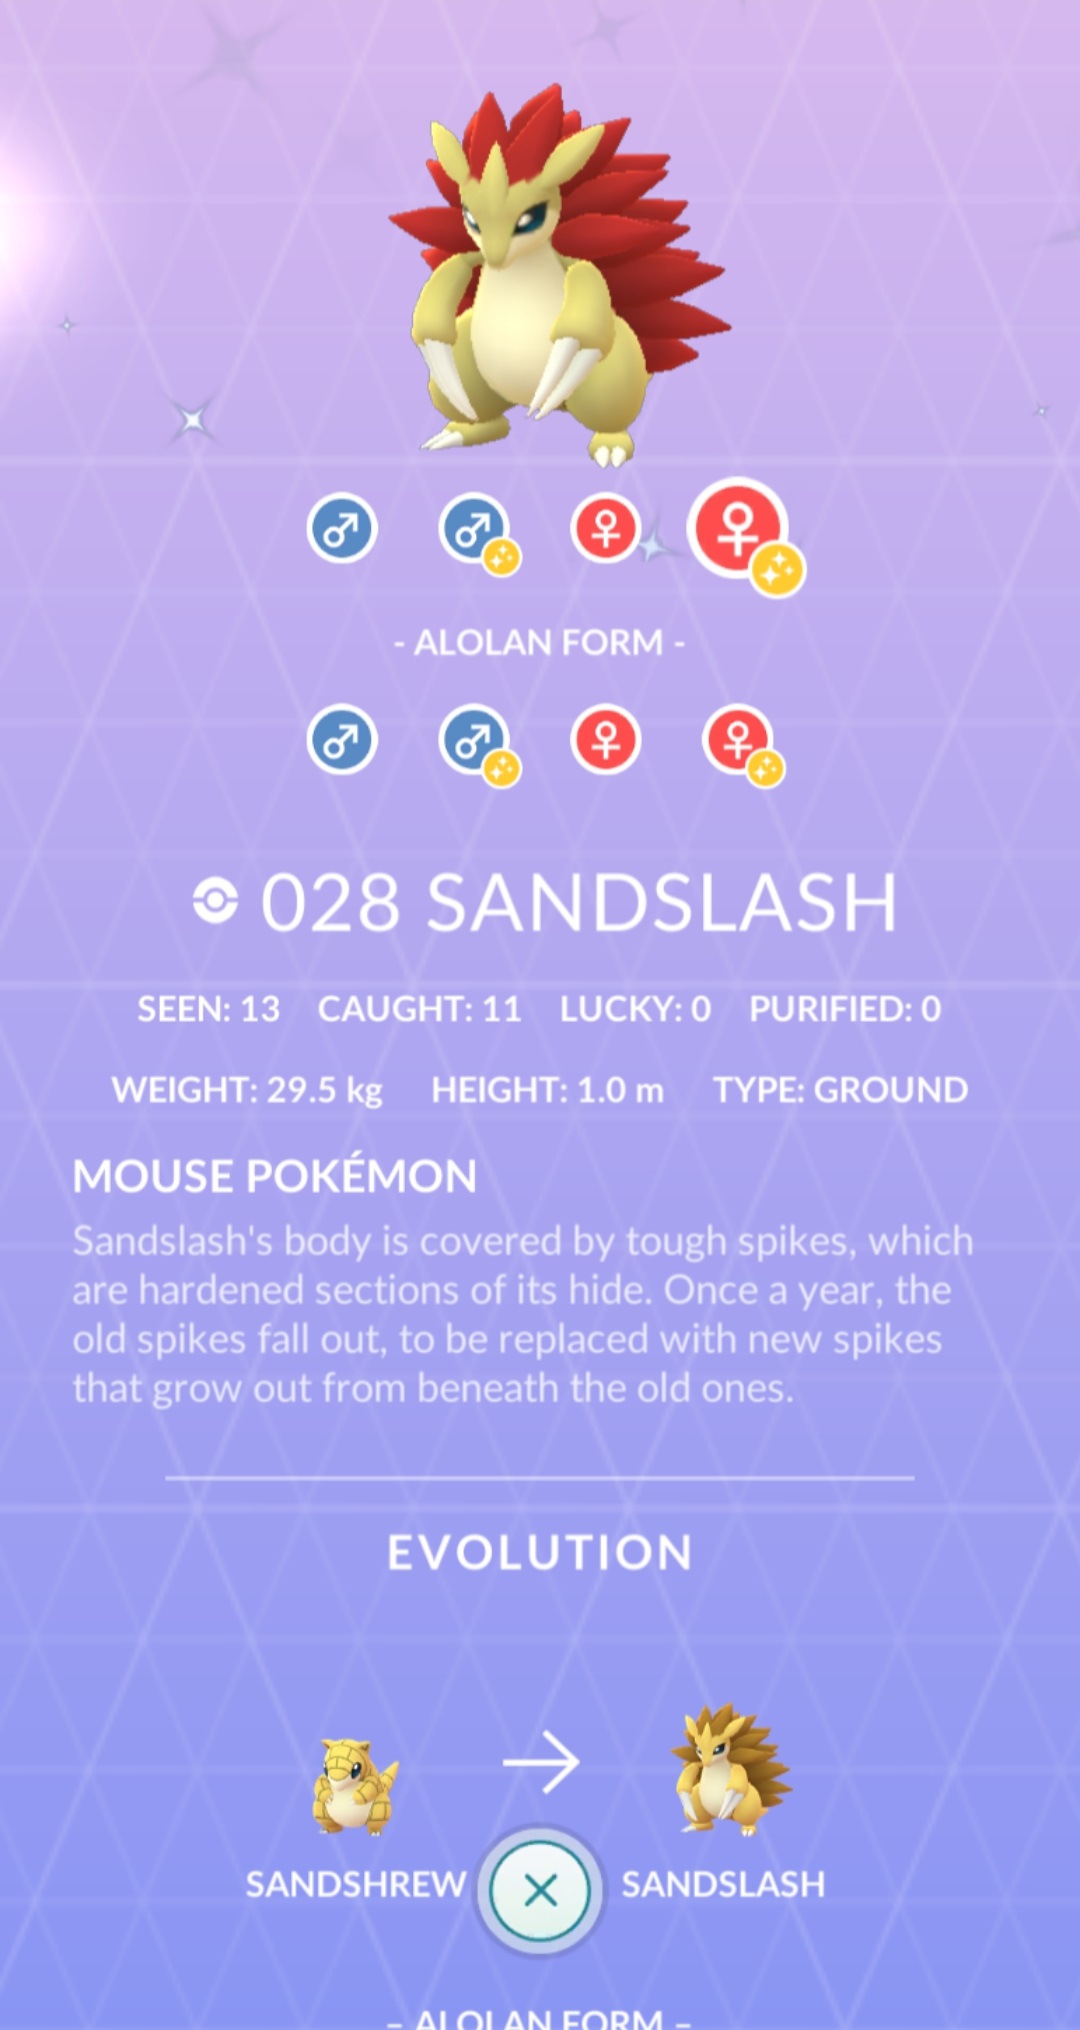 - ALOLAN FORM -
028 SANDSLASH
SEEN: 13 CAUGHT: 11 LUCKY: 0 PURIFIED: 0
WEIGHT: 29.5 kg HEIGHT: 1.0 m TYPE: GROUND
MOUSE POKÉMON
Sandslash's body is covered by tough spikes, which
are hardened sections of its hide. Once a year, the
old spikes fall out, to be replaced with new spikes
that grow out from beneath the old ones.
EVOLUTION
SANDSHREW SANDSLASH
- ALOLAN FORM -